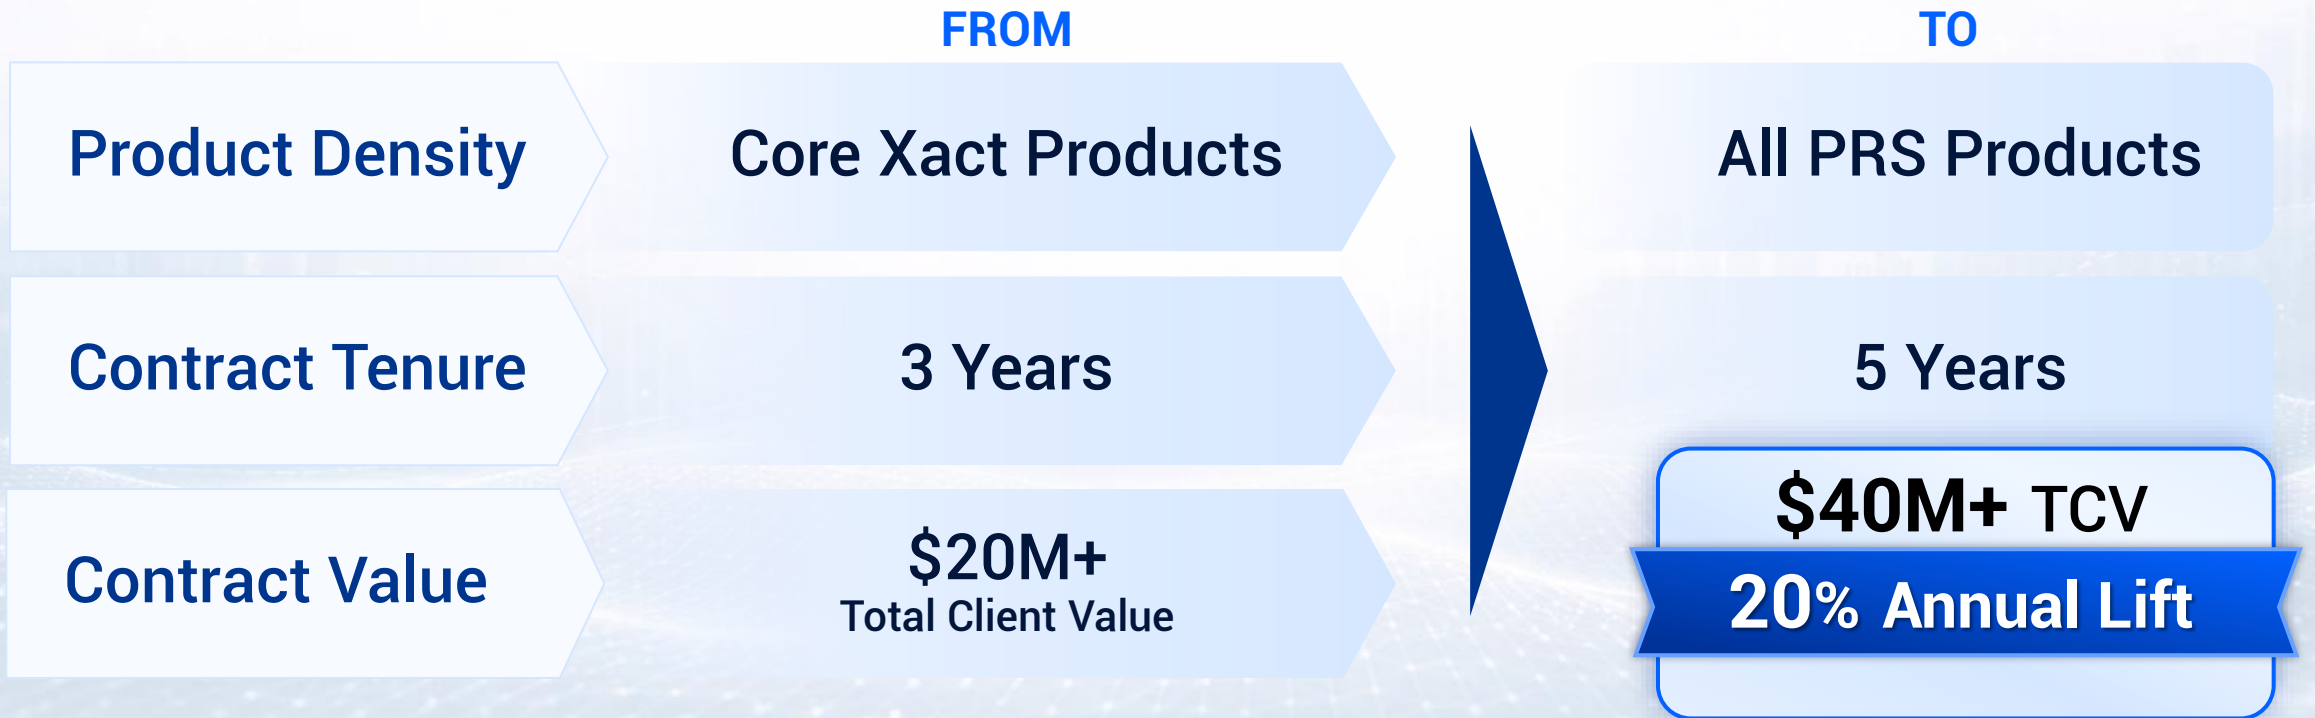 FROM
TO
Product Density
Core Xact Products
All PRS Products
Contract Tenure
3 Years
5 Years
Contract Value
$20M+
Total Client Value
$40M+ TCV
20% Annual Lift